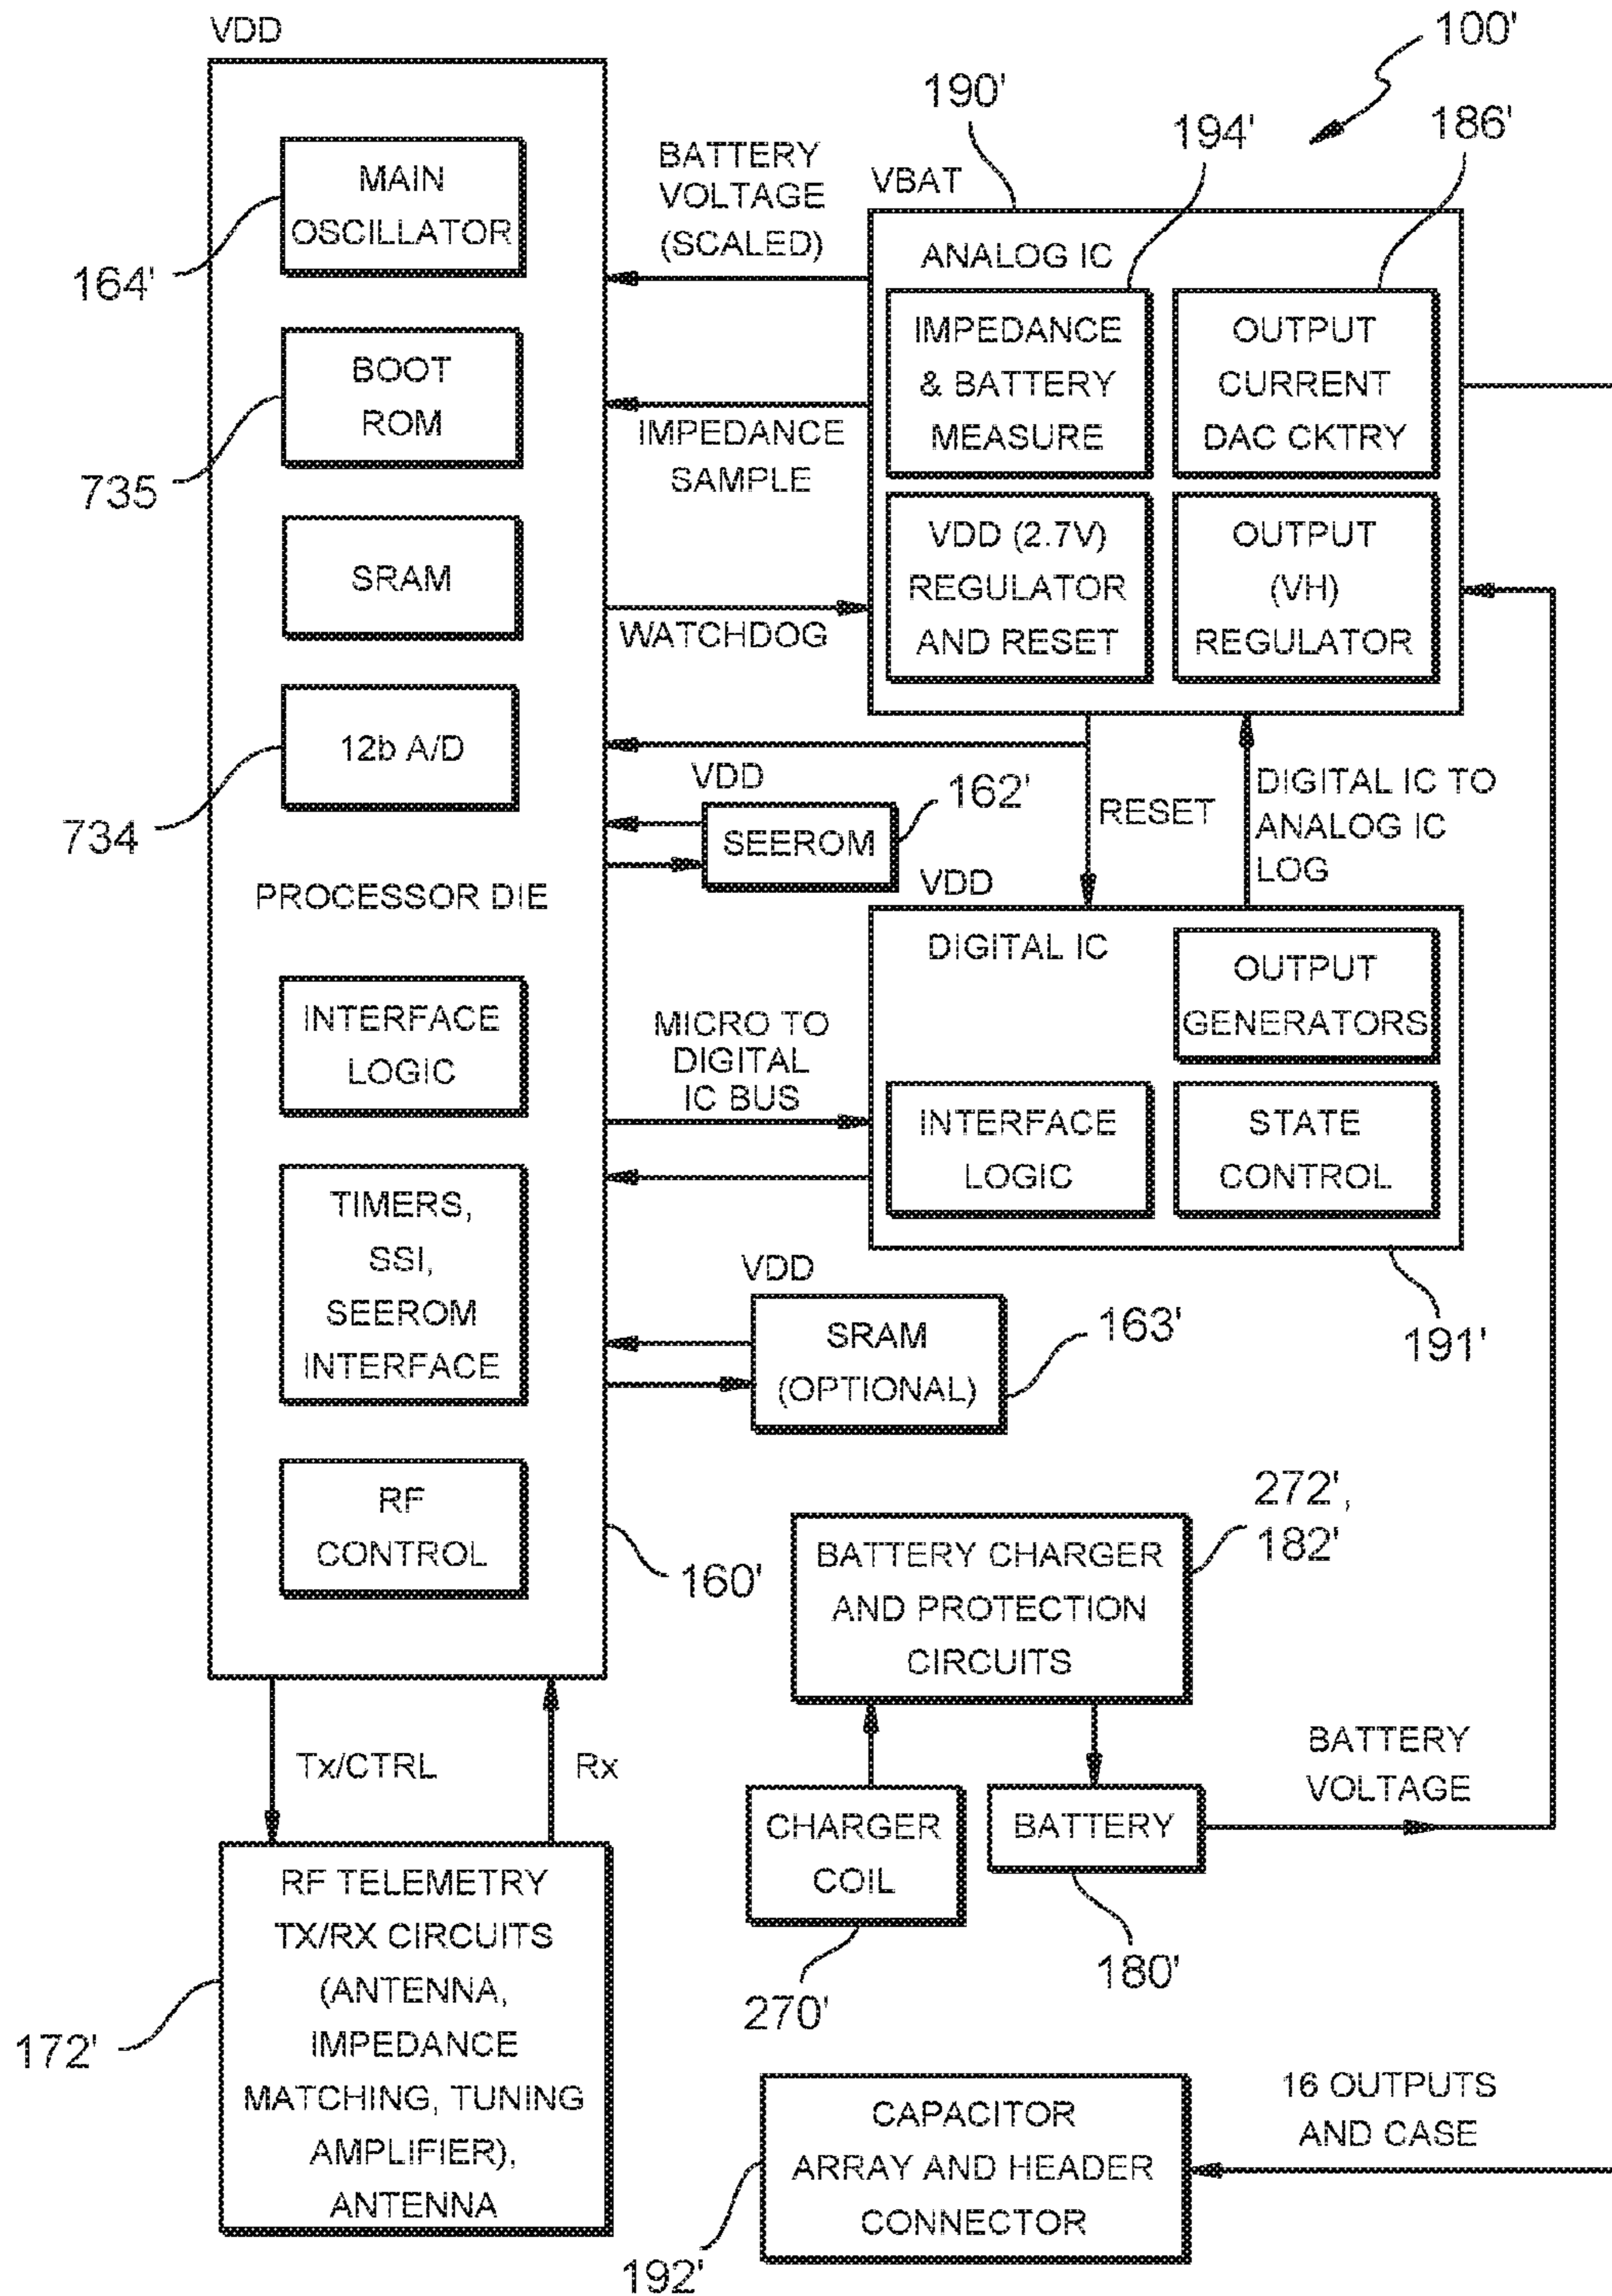 VDD
100'
190'
194'
186'
BATTERY
VOLTAGE
(SCALED)
VBAT
MAIN
OSCILLATOR
164'
ANALOG IC
IMPEDANCE
& BATTERY
MEASURE
OUTPUT
CURRENT
DAC CKTRY
BOOT
ROM
735
IMPEDANCE
SAMPLE
VDD (2.7V)
REGULATOR
AND RESET
OUTPUT
(VH)
REGULATOR
SRAM
WATCHDOG
12b A/D
734
VDD
SEEROM
162'
RESET
DIGITAL IC TO
ANALOG IC
LOG
PROCESSOR DIE
VDD
DIGITAL IC
OUTPUT
GENERATORS
INTERFACE
LOGIC
MICRO TO
DIGITAL
IC BUS
INTERFACE
LOGIC
STATE
CONTROL
191'
TIMERS,
SSI,
SEEROM
INTERFACE
VDD
SRAM
(OPTIONAL)
163'
RF
CONTROL
160'
BATTERY CHARGER
AND PROTECTION
CIRCUITS
272',
182'
Tx/CTRL
Rx
CHARGER
COIL
270'
BATTERY
180'
BATTERY
VOLTAGE
RF TELEMETRY
TX/RX CIRCUITS
(ANTENNA,
IMPEDANCE
MATCHING, TUNING
AMPLIFIER),
ANTENNA
172'
CAPACITOR
ARRAY AND HEADER
CONNECTOR
192'
16 OUTPUTS
AND CASE